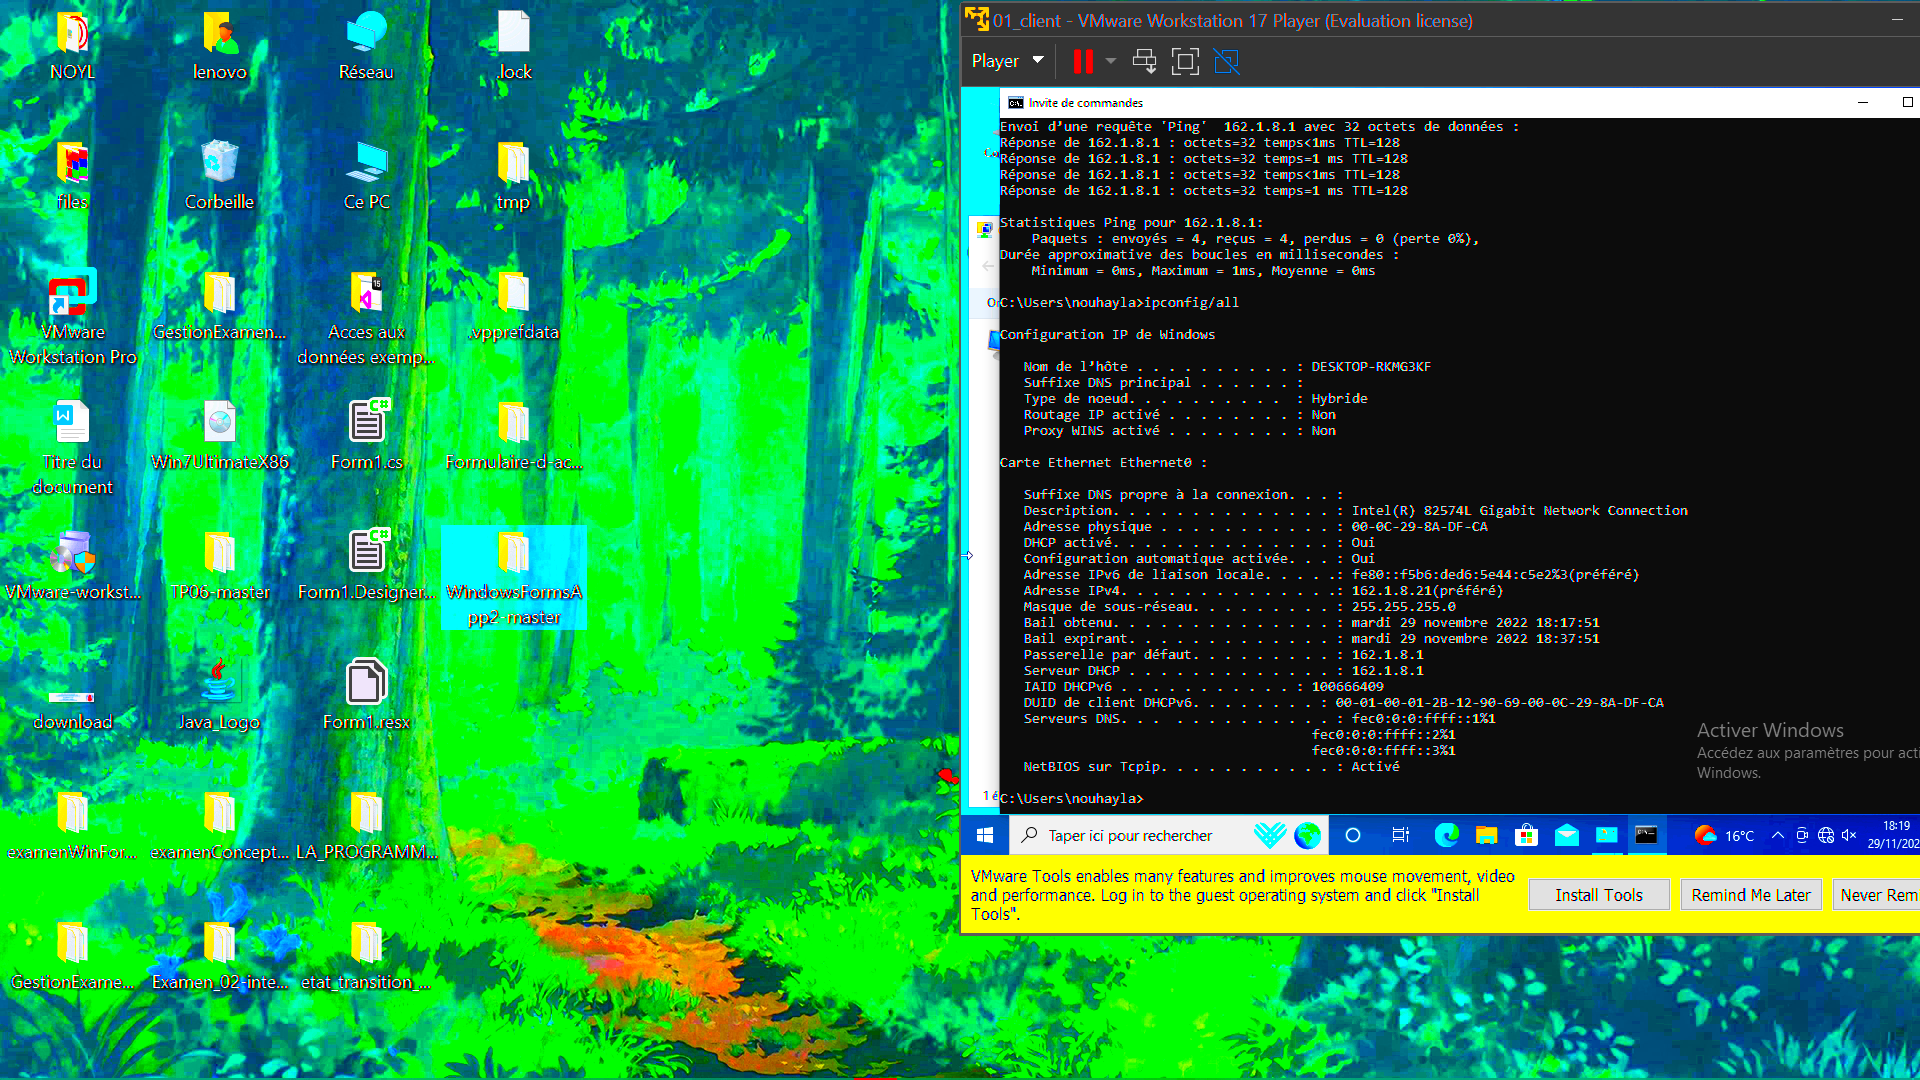 NOYL
lenovo
Réseau
.lock
files
Corbeille
Ce PC
tmp
VMware
Workstation Pro
GestionExamen...
Acces aux
données exemp...
.vpprefdata
Titre du
document
Win7UltimateX86
Form1.cs
Formulaire-d-ac...
VMware-workst...
TP06-master
Form1.Designer...
WindowsFormsA
pp2-master
download
Java_Logo
Form1.resx
examenWinFor...
examenConcept...
LA_PROGRAMM...
GestionExame...
Examen_02-inte...
etat_transition_...
01_client - VMware Workstation 17 Player (Evaluation license)
Player
Invite de commandes
Envoi d'une requête 'Ping'  162.1.8.1 avec 32 octets de données :
Réponse de 162.1.8.1 : octets=32 temps<1ms TTL=128
Réponse de 162.1.8.1 : octets=32 temps=1 ms TTL=128
Réponse de 162.1.8.1 : octets=32 temps<1ms TTL=128
Réponse de 162.1.8.1 : octets=32 temps=1 ms TTL=128
Statistiques Ping pour 162.1.8.1:
Paquets : envoyés = 4, reçus = 4, perdus = 0 (perte 0%),
Durée approximative des boucles en millisecondes :
Minimum = 0ms, Maximum = 1ms, Moyenne = 0ms
C:\Users\nouhayla>ipconfig/all
Configuration IP de Windows
Nom de l'hôte . . . . . . . . . . : DESKTOP-RKMG3KF
Suffixe DNS principal . . . . . . :
Type de noeud. . . . . . . . . .  : Hybride
Routage IP activé . . . . . . . . : Non
Proxy WINS activé . . . . . . . . : Non
Carte Ethernet Ethernet0 :
Suffixe DNS propre à la connexion. . . :
Description. . . . . . . . . . . . . . : Intel(R) 82574L Gigabit Network Connection
Adresse physique . . . . . . . . . . . : 00-0C-29-8A-DF-CA
DHCP activé. . . . . . . . . . . . . . : Oui
Configuration automatique activée. . . : Oui
Adresse IPv6 de liaison locale. . . . .: fe80::f5b6:ded6:5e44:c5e2%3(préféré)
Adresse IPv4. . . . . . . . . . . . . .: 162.1.8.21(préféré)
Masque de sous-réseau. . . . . . . . . : 255.255.255.0
Bail obtenu. . . . . . . . . . . . . . : mardi 29 novembre 2022 18:17:51
Bail expirant. . . . . . . . . . . . . : mardi 29 novembre 2022 18:37:51
Passerelle par défaut. . . . . . . . . : 162.1.8.1
Serveur DHCP . . . . . . . . . . . . . : 162.1.8.1
IAID DHCPv6 . . . . . . . . . . . : 100666409
DUID de client DHCPv6. . . . . . . . : 00-01-00-01-2B-12-90-69-00-0C-29-8A-DF-CA
Serveurs DNS. . . . . . . . . . . . . : fec0:0:0:ffff::1%1
fec0:0:0:ffff::2%1
fec0:0:0:ffff::3%1
NetBIOS sur Tcpip. . . . . . . . . . . : Activé
C:\Users\nouhayla>
Activer Windows
Accédez aux paramètres pour acti
Windows.
Taper ici pour rechercher
16°C
18:19
29/11/202
VMware Tools enables many features and improves mouse movement, video
and performance. Log in to the guest operating system and click "Install
Tools".
Install Tools
Remind Me Later
Never Rem